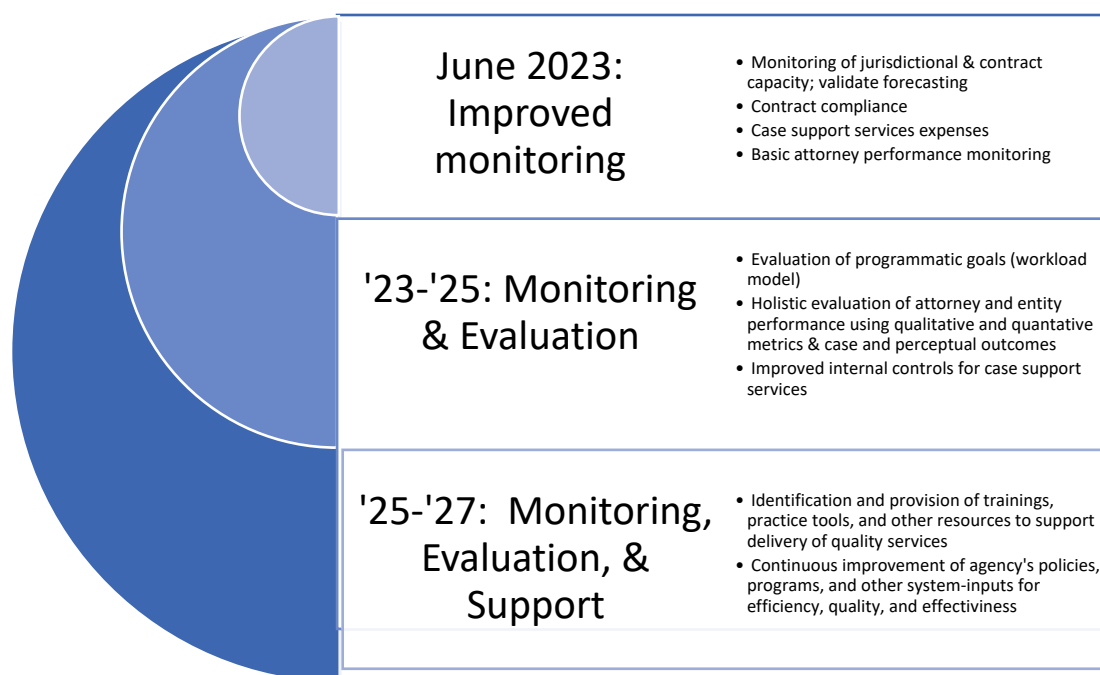 June 2023:
Improved
monitoring
• Monitoring of jurisdictional & contract
capacity; validate forecasting
• Contract compliance
• Case support services expenses
• Basic attorney performance monitoring
'23-'25: Monitoring
& Evaluation
• Evaluation of programmatic goals (workload
model)
• Holistic evaluation of attorney and entity
performance using qualitative and quantative
metrics & case and perceptual outcomes
• Improved internal controls for case support
services
'25-'27:  Monitoring,
Evaluation, &
Support
• Identification and provision of trainings,
practice tools, and other resources to support
delivery of quality services
• Continuous improvement of agency's policies,
programs, and other system-inputs for
efficiency, quality, and effectiviness